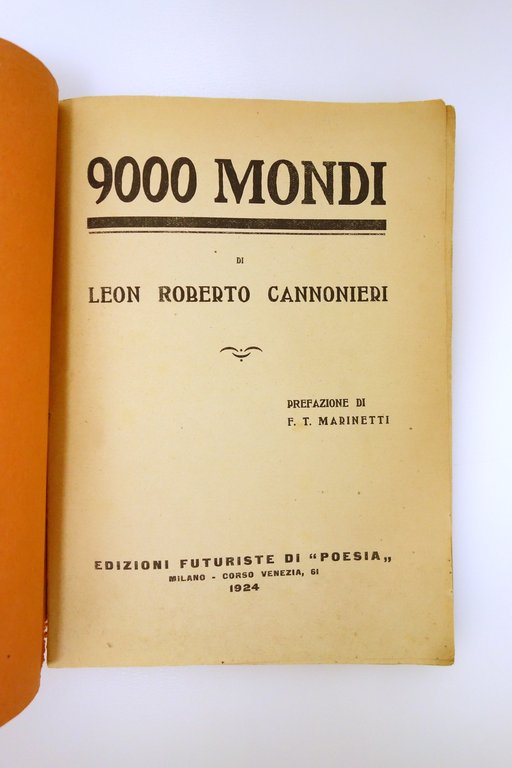 9000 MONDI
DI
LEON ROBERTO CANNONIERI
PREFAZIONE DI
F. T. MARINETTI
EDIZIONI FUTURISTE DI “POESIA„
MILANO - CORSO VENEZIA, 61
1924